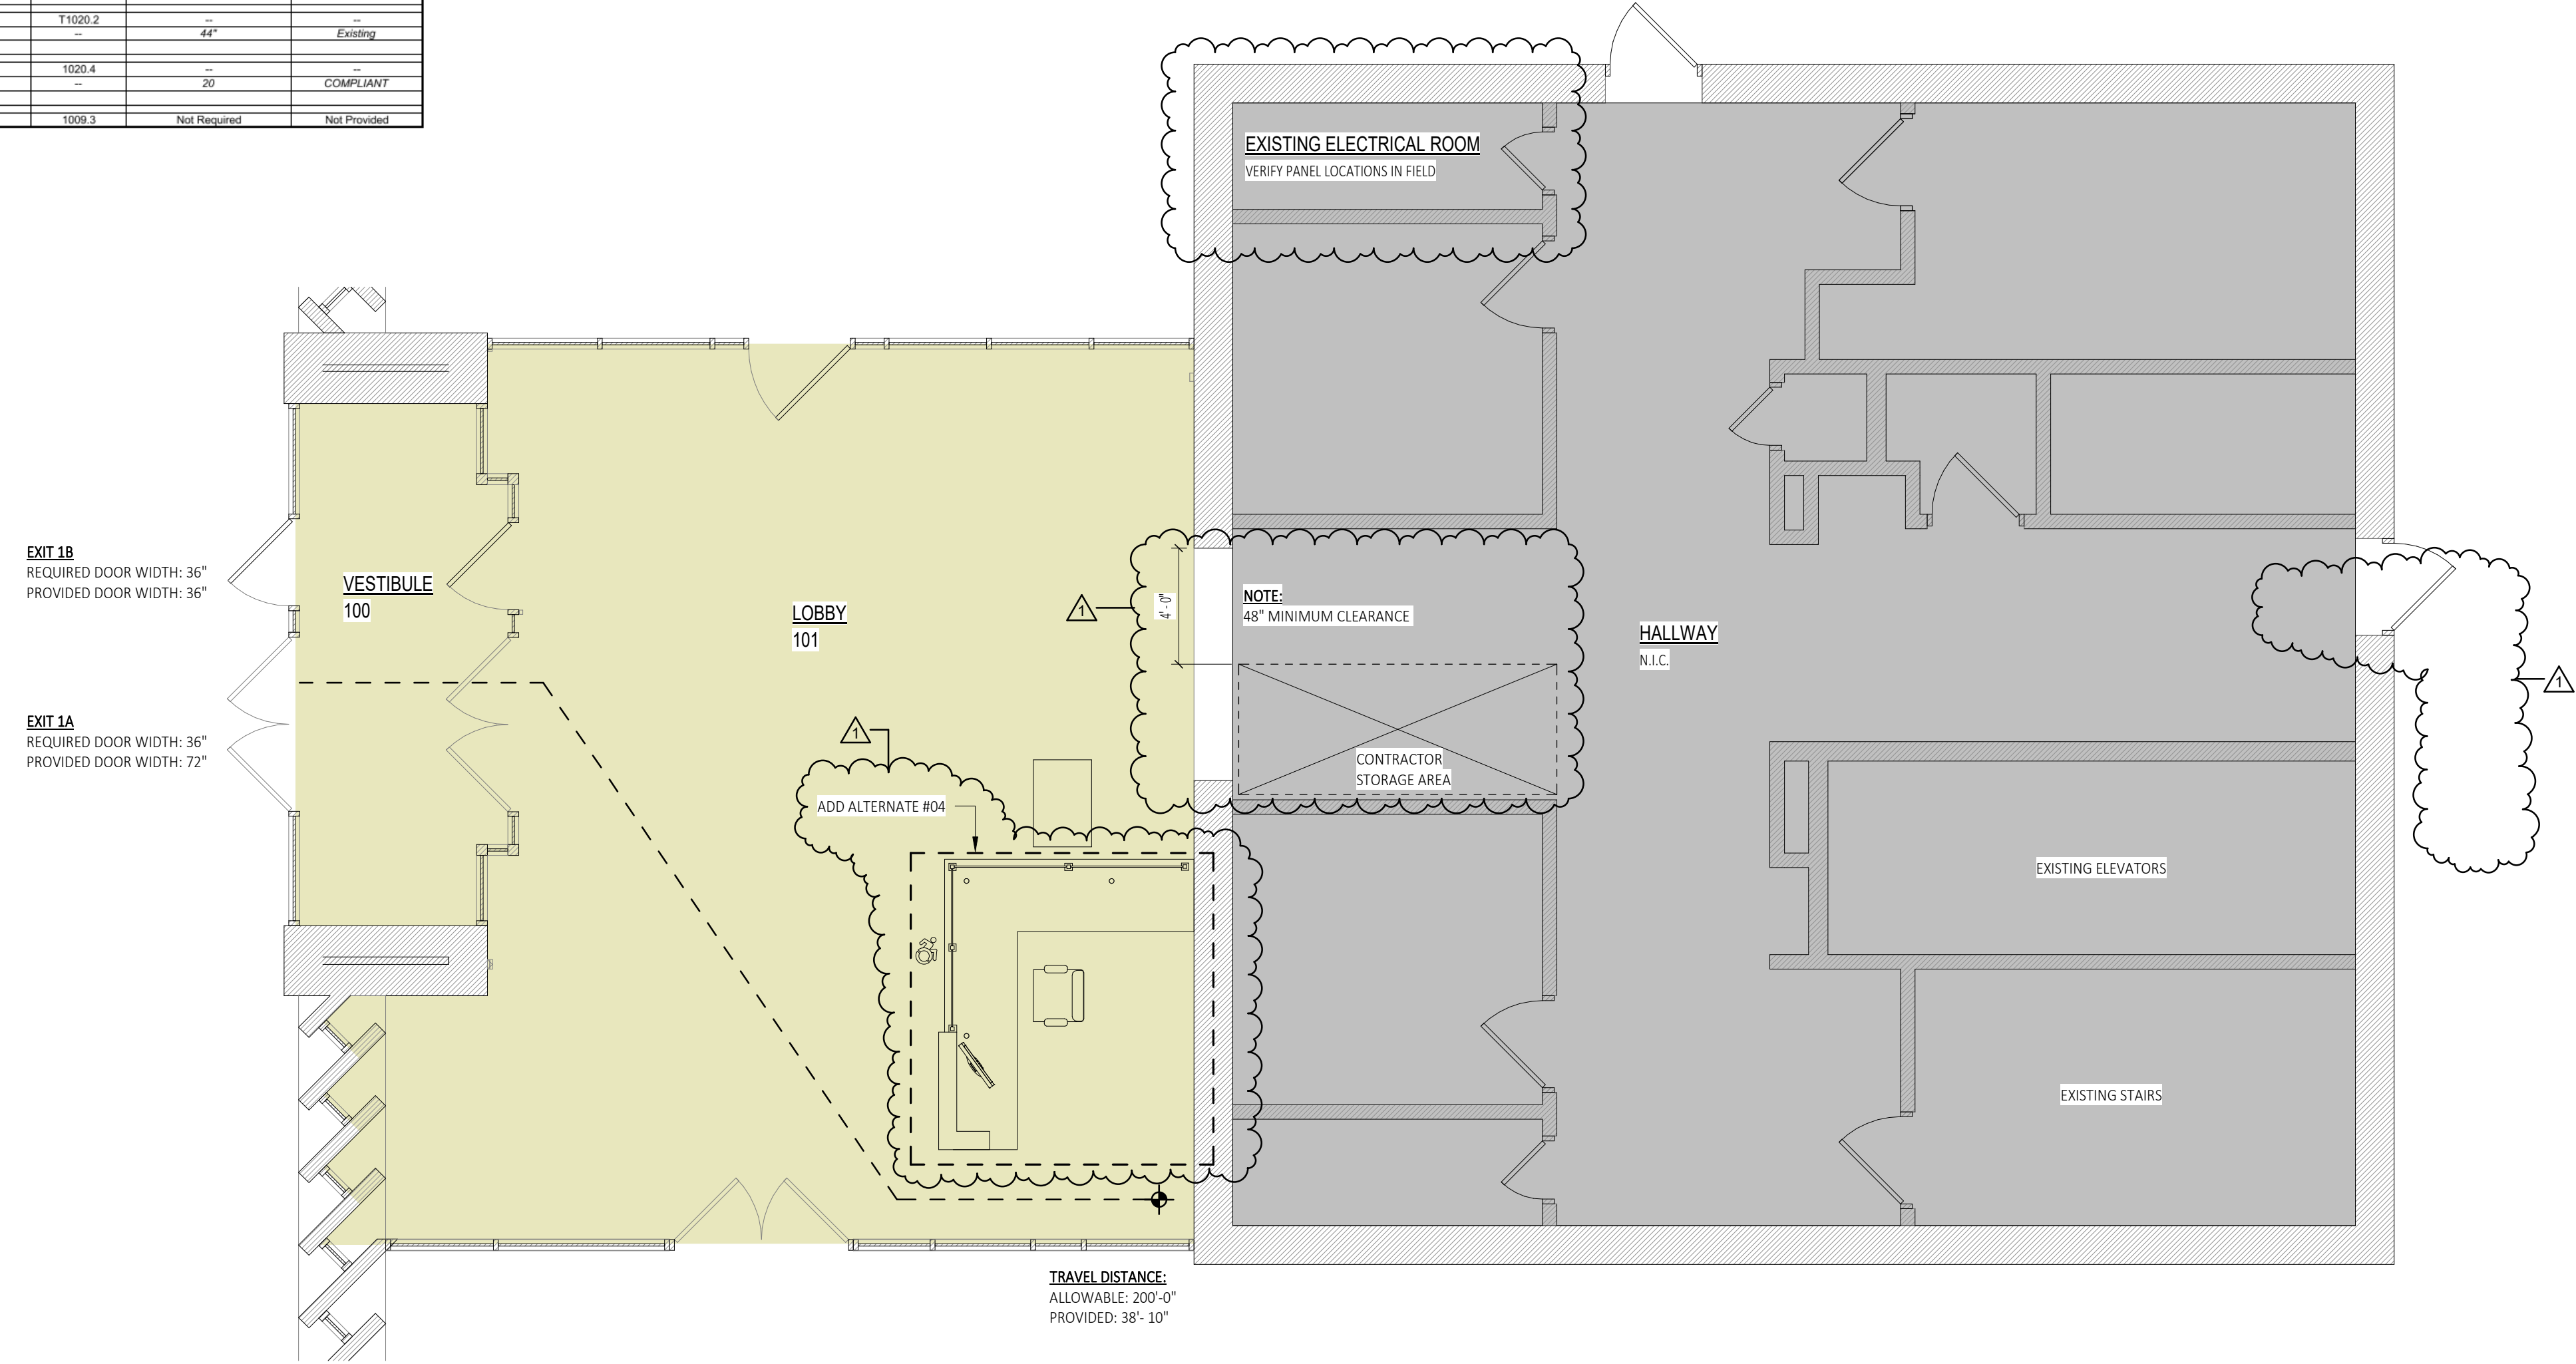 T1020.2 -- --
-- 44" Existing
1020.4 -- --
-- 20 COMPLIANT
1009.3 Not Required Not Provided
EXISTING ELECTRICAL ROOM
VERIFY PANEL LOCATIONS IN FIELD
EXIT 1B
REQUIRED DOOR WIDTH: 36"
PROVIDED DOOR WIDTH: 36"
VESTIBULE
100
LOBBY
101
1
4' - 0"
NOTE:
48" MINIMUM CLEARANCE
HALLWAY
N.I.C.
1
EXIT 1A
REQUIRED DOOR WIDTH: 36"
PROVIDED DOOR WIDTH: 72"
1
CONTRACTOR
STORAGE AREA
ADD ALTERNATE #04
EXISTING ELEVATORS
EXISTING STAIRS
TRAVEL DISTANCE:
ALLOWABLE: 200'-0"
PROVIDED: 38'- 10"